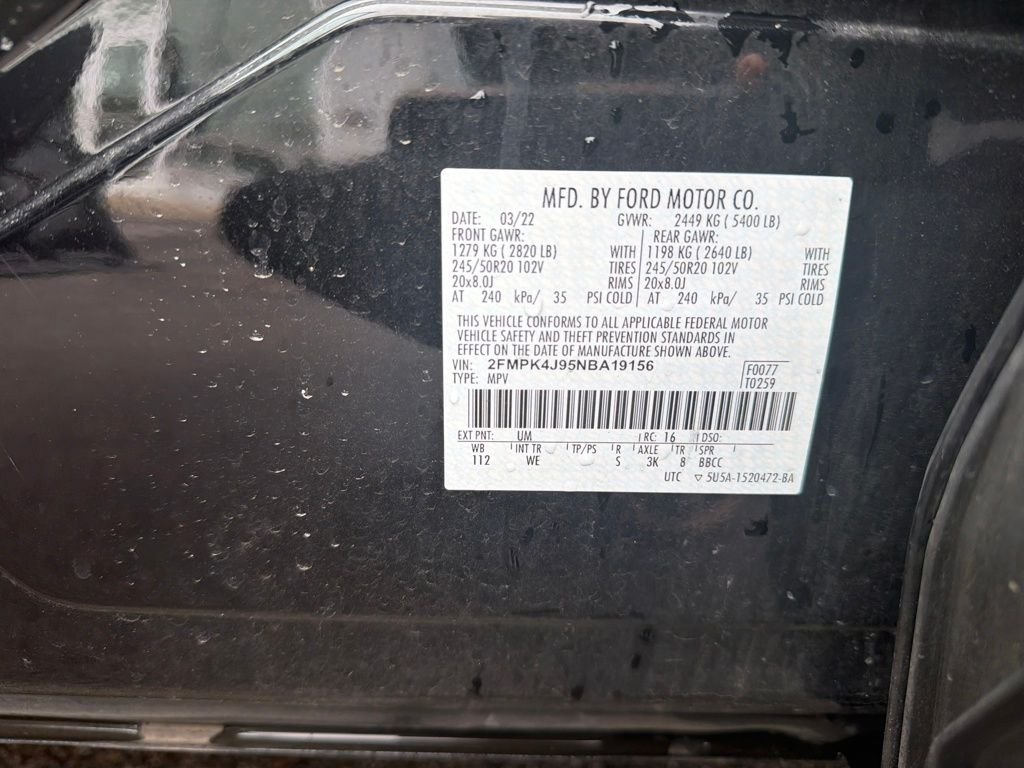 MFD. BY FORD MOTOR CO.
DATE: 03/22 GVWR: 2449 KG ( 5400 LB)
FRONT GAWR: REAR GAWR:
1279 KG ( 2820 LB) WITH 1198 KG ( 2640 LB) WITH
245/50R20 102V TIRES 245/50R20 102V TIRES
20x8.0J RIMS 20x8.0J RIMS
AT 240 kPa/ 35 PSI COLD AT 240 kPa/ 35 PSI COLD
THIS VEHICLE CONFORMS TO ALL APPLICABLE FEDERAL MOTOR
VEHICLE SAFETY AND THEFT PREVENTION STANDARDS IN
EFFECT ON THE DATE OF MANUFACTURE SHOWN ABOVE.
VIN: 2FMPK4J95NBA19156 F0077
TYPE: MPV T0259
EXT PNT: UM RC: 16 DSO:
WB INT TR TP/PS R AXLE TR SPR
112 WE S 3K 8 BBCC
UTC ▽ 5U5A-1520472-BA